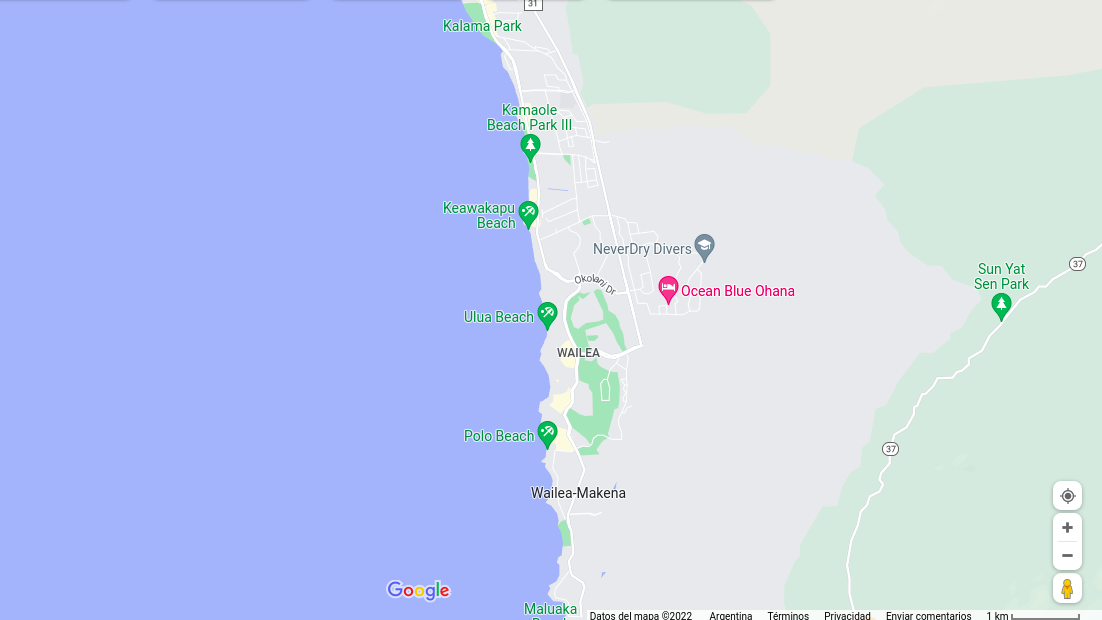 31
Kalama Park
Kamaole
Beach Park III
Keawakapu
Beach
NeverDry Divers
Okolani Dr
Ocean Blue Ohana
Sun Yat
Sen Park
37
Ulua Beach
WAILEA
Polo Beach
37
Wailea-Makena
Google
Maluaka
Datos del mapa ©2022 Argentina Términos Privacidad Enviar comentarios 1 km